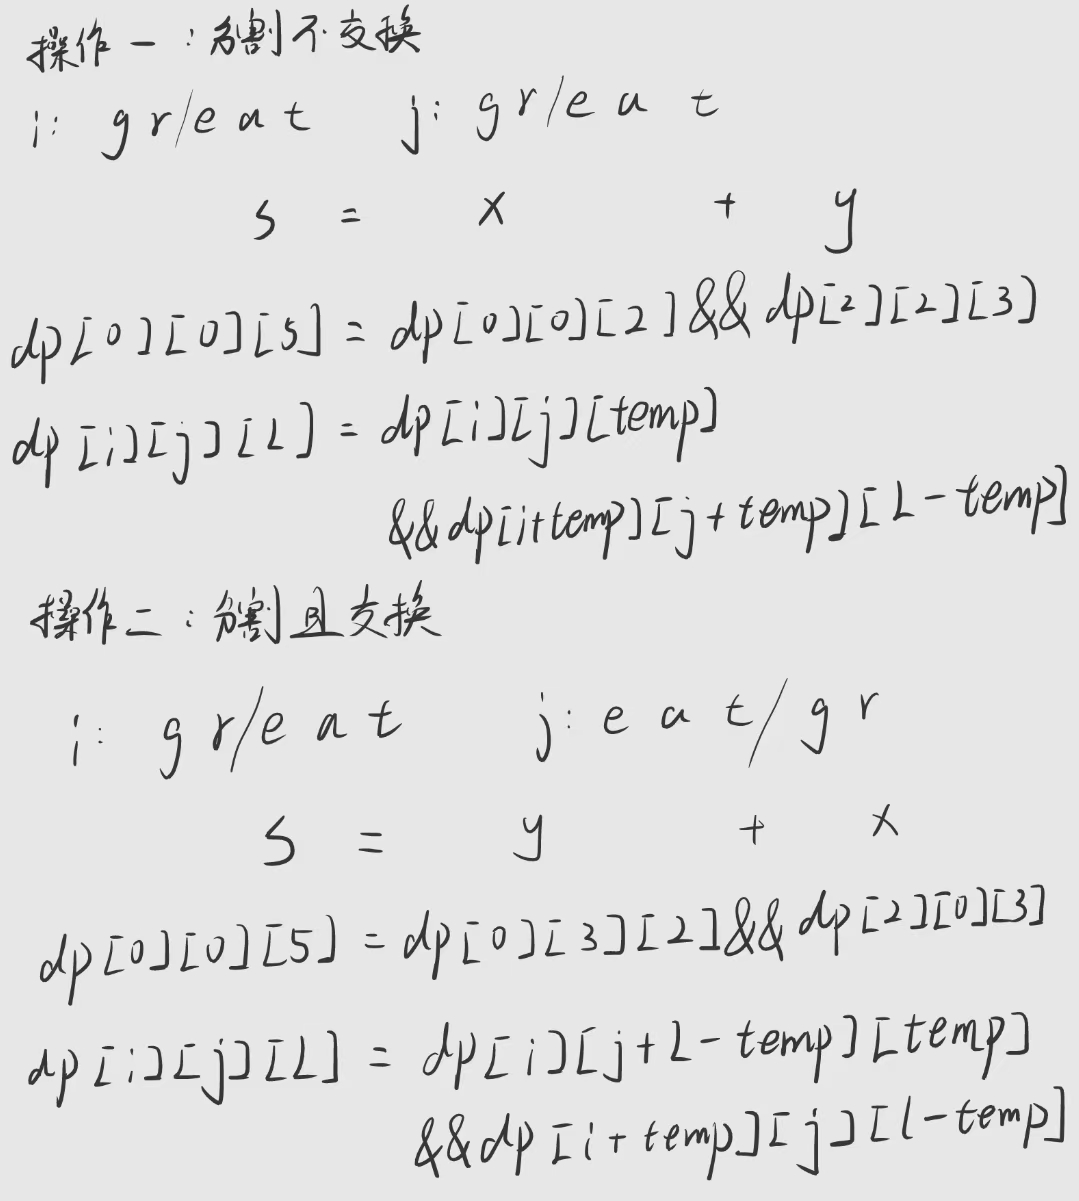 操作一：分割不交换
i: gr/eat j: gr/eat
s = x + y
dp[0][0][5] = dp[0][0][2] && dp[2][2][3]
dp[i][j][L] = dp[i][j][temp]
&& dp[i+temp][j+temp][L-temp]
操作二：分割且交换
i: gr/eat j: eat/gr
s = y + x
dp[0][0][5] = dp[0][3][2] && dp[2][0][3]
dp[i][j][L] = dp[i][j+L-temp][temp]
&& dp[i+temp][j][l-temp]